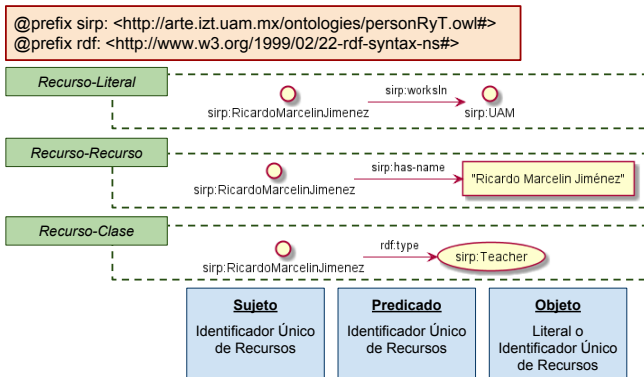 @prefix sirp: <http://arte.izt.uam.mx/ontologies/personRyT.owl#>
@prefix rdf: <http://www.w3.org/1999/02/22-rdf-syntax-ns#>
Recurso-Literal
sirp:worksIn
sirp:RicardoMarcelinJimenez
sirp:UAM
Recurso-Recurso
sirp:has-name
"Ricardo Marcelin Jiménez"
sirp:RicardoMarcelinJimenez
Recurso-Clase
rdf:type
sirp:Teacher
sirp:RicardoMarcelinJimenez
Sujeto
Identificador Único
de Recursos
Predicado
Identificador Único
de Recursos
Objeto
Literal o
Identificador Único
de Recursos